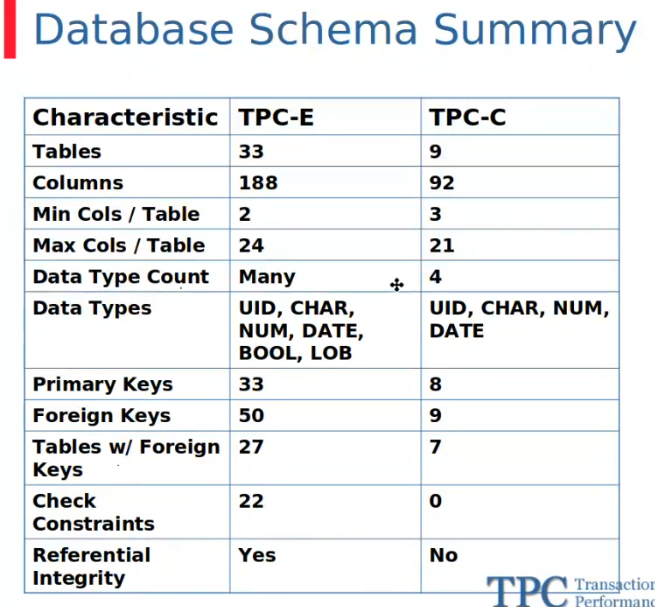 Database Schema Summary
Characteristic TPC-E TPC-C
Tables 33 9
Columns 188 92
Min Cols / Table 2 3
Max Cols / Table 24 21
Data Type Count Many 4
Data Types UID, CHAR, UID, CHAR, NUM,
NUM, DATE, DATE
BOOL, LOB
Primary Keys 33 8
Foreign Keys 50 9
Tables w/ Foreign 27 7
Keys
Check 22 0
Constraints
Referential Yes No
Integrity
TPC Transaction
Performanc